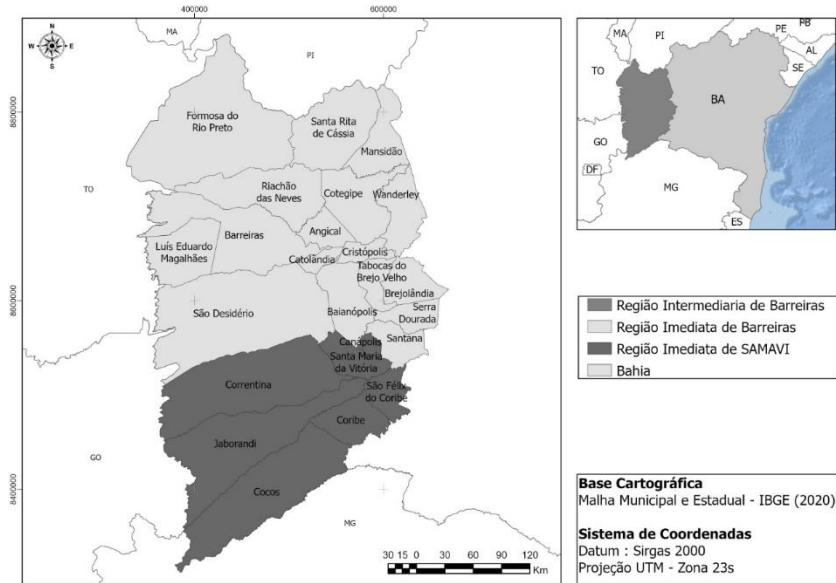 400000
600000
N
W
E
S
MA
PI
8800000
Formosa do
Rio Preto
Santa Rita
de Cássia
Mansidão
TO
Riachão
das Neves
Cotegipe
Wanderley
Angical
Barreiras
Luís Eduardo
Magalhães
Cristópolis
Catolândia
Tabocas do
Brejo Velho
Brejolândia
8600000
São Desidério
Baianópolis
Serra
Dourada
Santana
Canápolis
Santa Maria
da Vitória
Correntina
São Félix
do Coribe
Coribe
Jaborandi
GO
Cocos
8400000
MG
30 15 0 30 60 90 120
Km
MA
PI
PE
PB
AL
SE
TO
BA
GO
DF
MG
ES
Região Intermediaria de Barreiras
Região Imediata de Barreiras
Região Imediata de SAMAVI
Bahia
Base Cartográfica
Malha Municipal e Estadual - IBGE (2020)
Sistema de Coordenadas
Datum : Sirgas 2000
Projeção UTM - Zona 23s